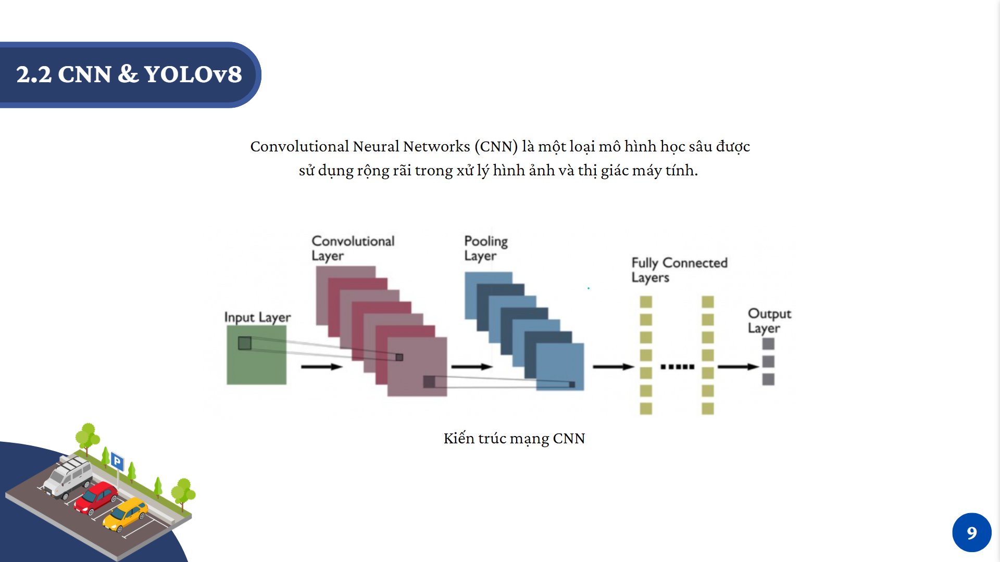 2.2 CNN & YOLOv8
Convolutional Neural Networks (CNN) là một loại mô hình học sâu được
sử dụng rộng rãi trong xử lý hình ảnh và thị giác máy tính.
Convolutional
Layer
Pooling
Layer
Fully Connected
Layers
Input Layer
Output
Layer
Kiến trúc mạng CNN
P
9